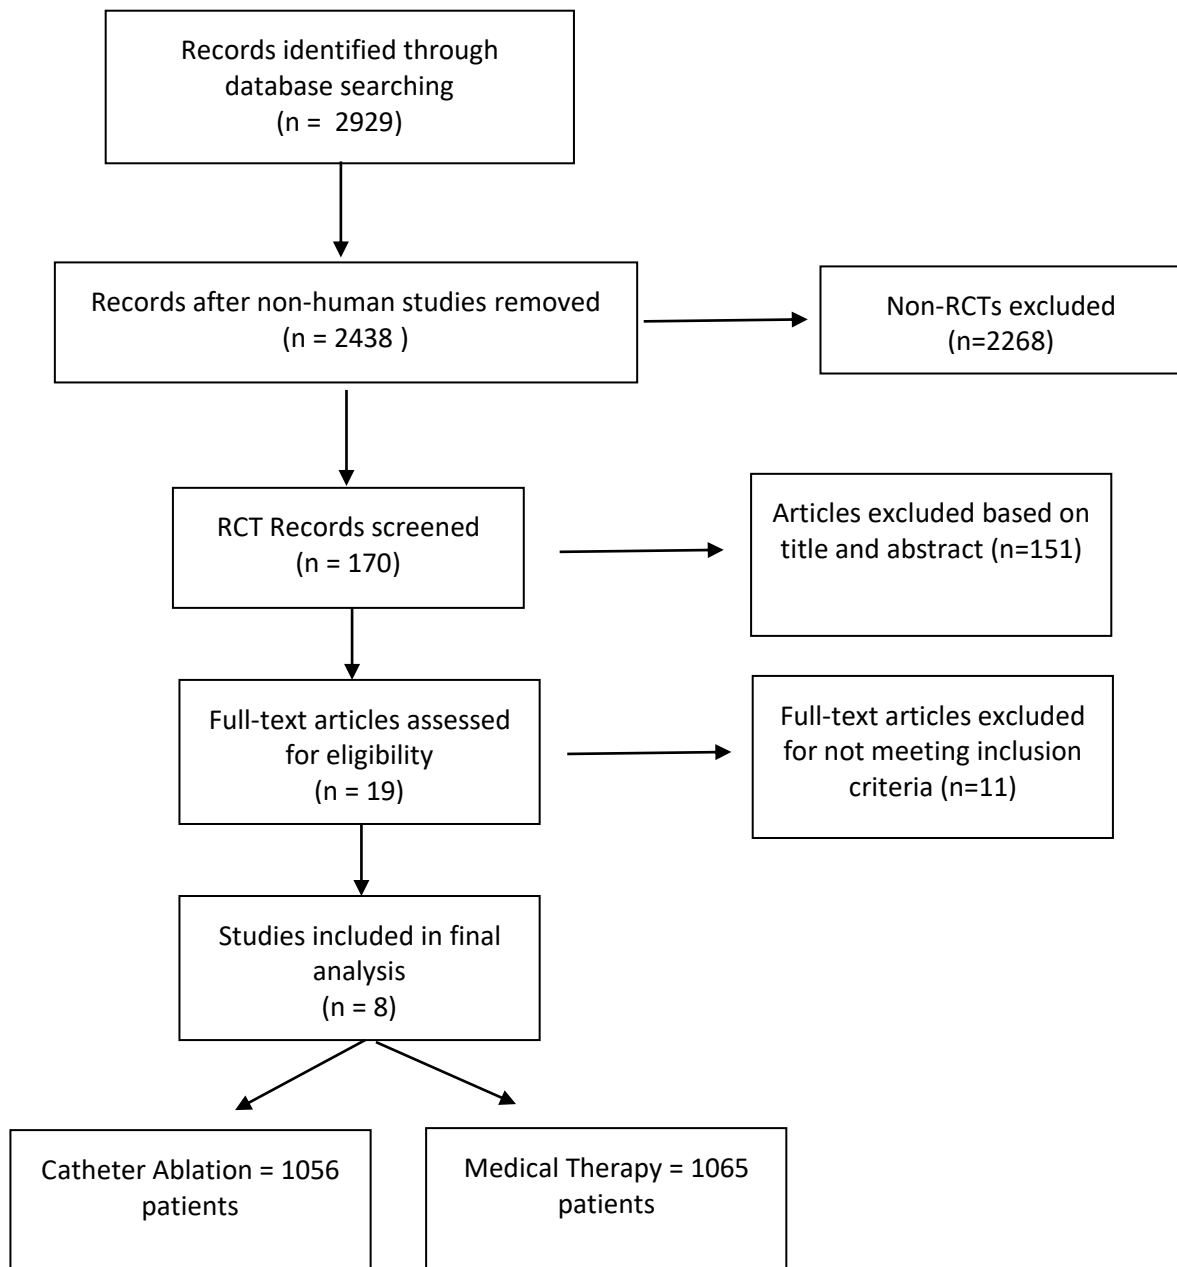 Records identified through
database searching
(n =  2929)
Records after non-human studies removed
(n = 2438 )
Non-RCTs excluded
(n=2268)
RCT Records screened
(n = 170)
Articles excluded based on
title and abstract (n=151)
Full-text articles assessed
for eligibility
(n = 19)
Full-text articles excluded
for not meeting inclusion
criteria (n=11)
Studies included in final
analysis
(n = 8)
Catheter Ablation = 1056
patients
Medical Therapy = 1065
patients